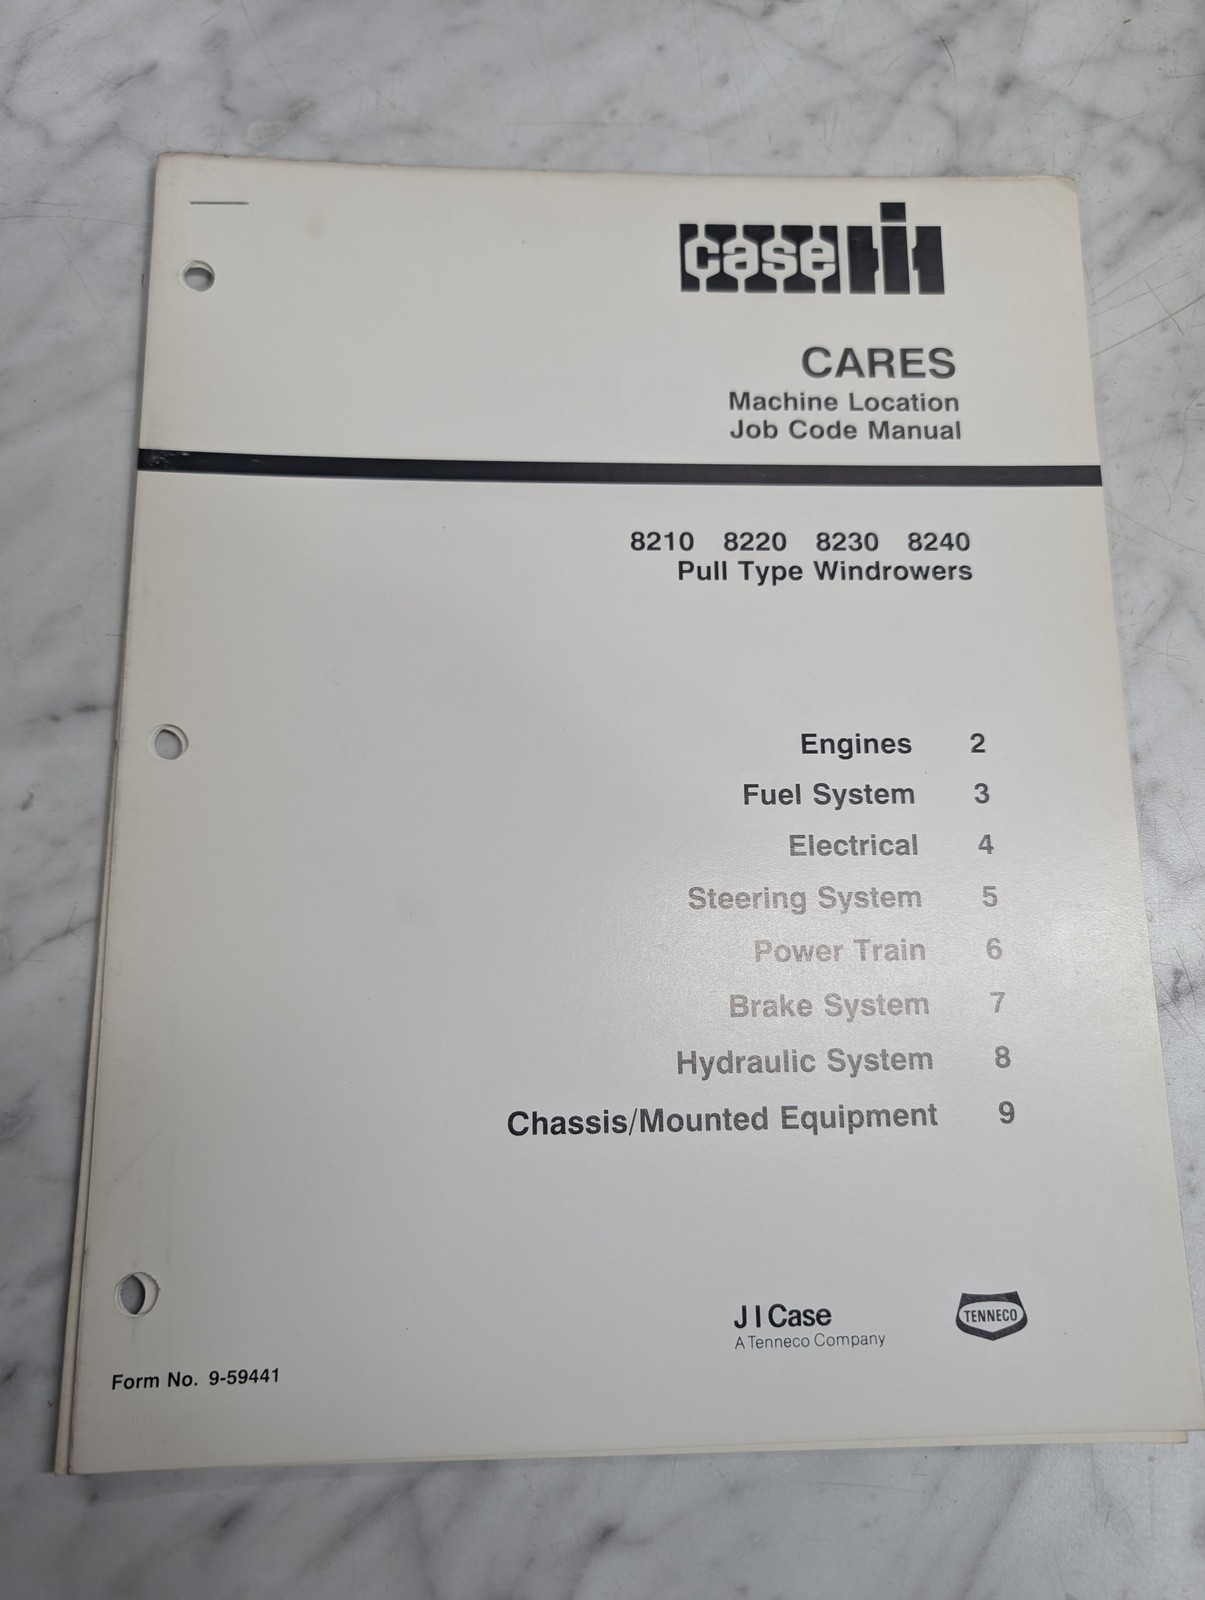 case IH
CARES
Machine Location
Job Code Manual
8210 8220 8230 8240
Pull Type Windrowers
Engines 2
Fuel System 3
Electrical 4
Steering System 5
Power Train 6
Brake System 7
Hydraulic System 8
Chassis/Mounted Equipment 9
J I Case
A Tenneco Company
TENNECO
Form No. 9-59441